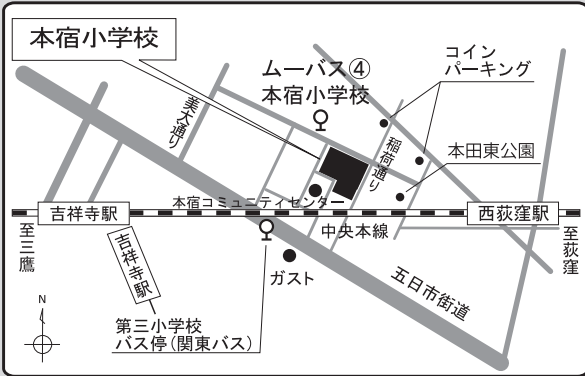 本宿小学校
ムーバス④
本宿小学校
コイン
パーキング
美大通り
稲荷通り
本田東公園
本宿コミュニティセンター
吉祥寺駅
西荻窪駅
至三鷹
中央本線
至荻窪
吉祥寺駅
ガスト
五日市街道
第三小学校
バス停(関東バス)
N